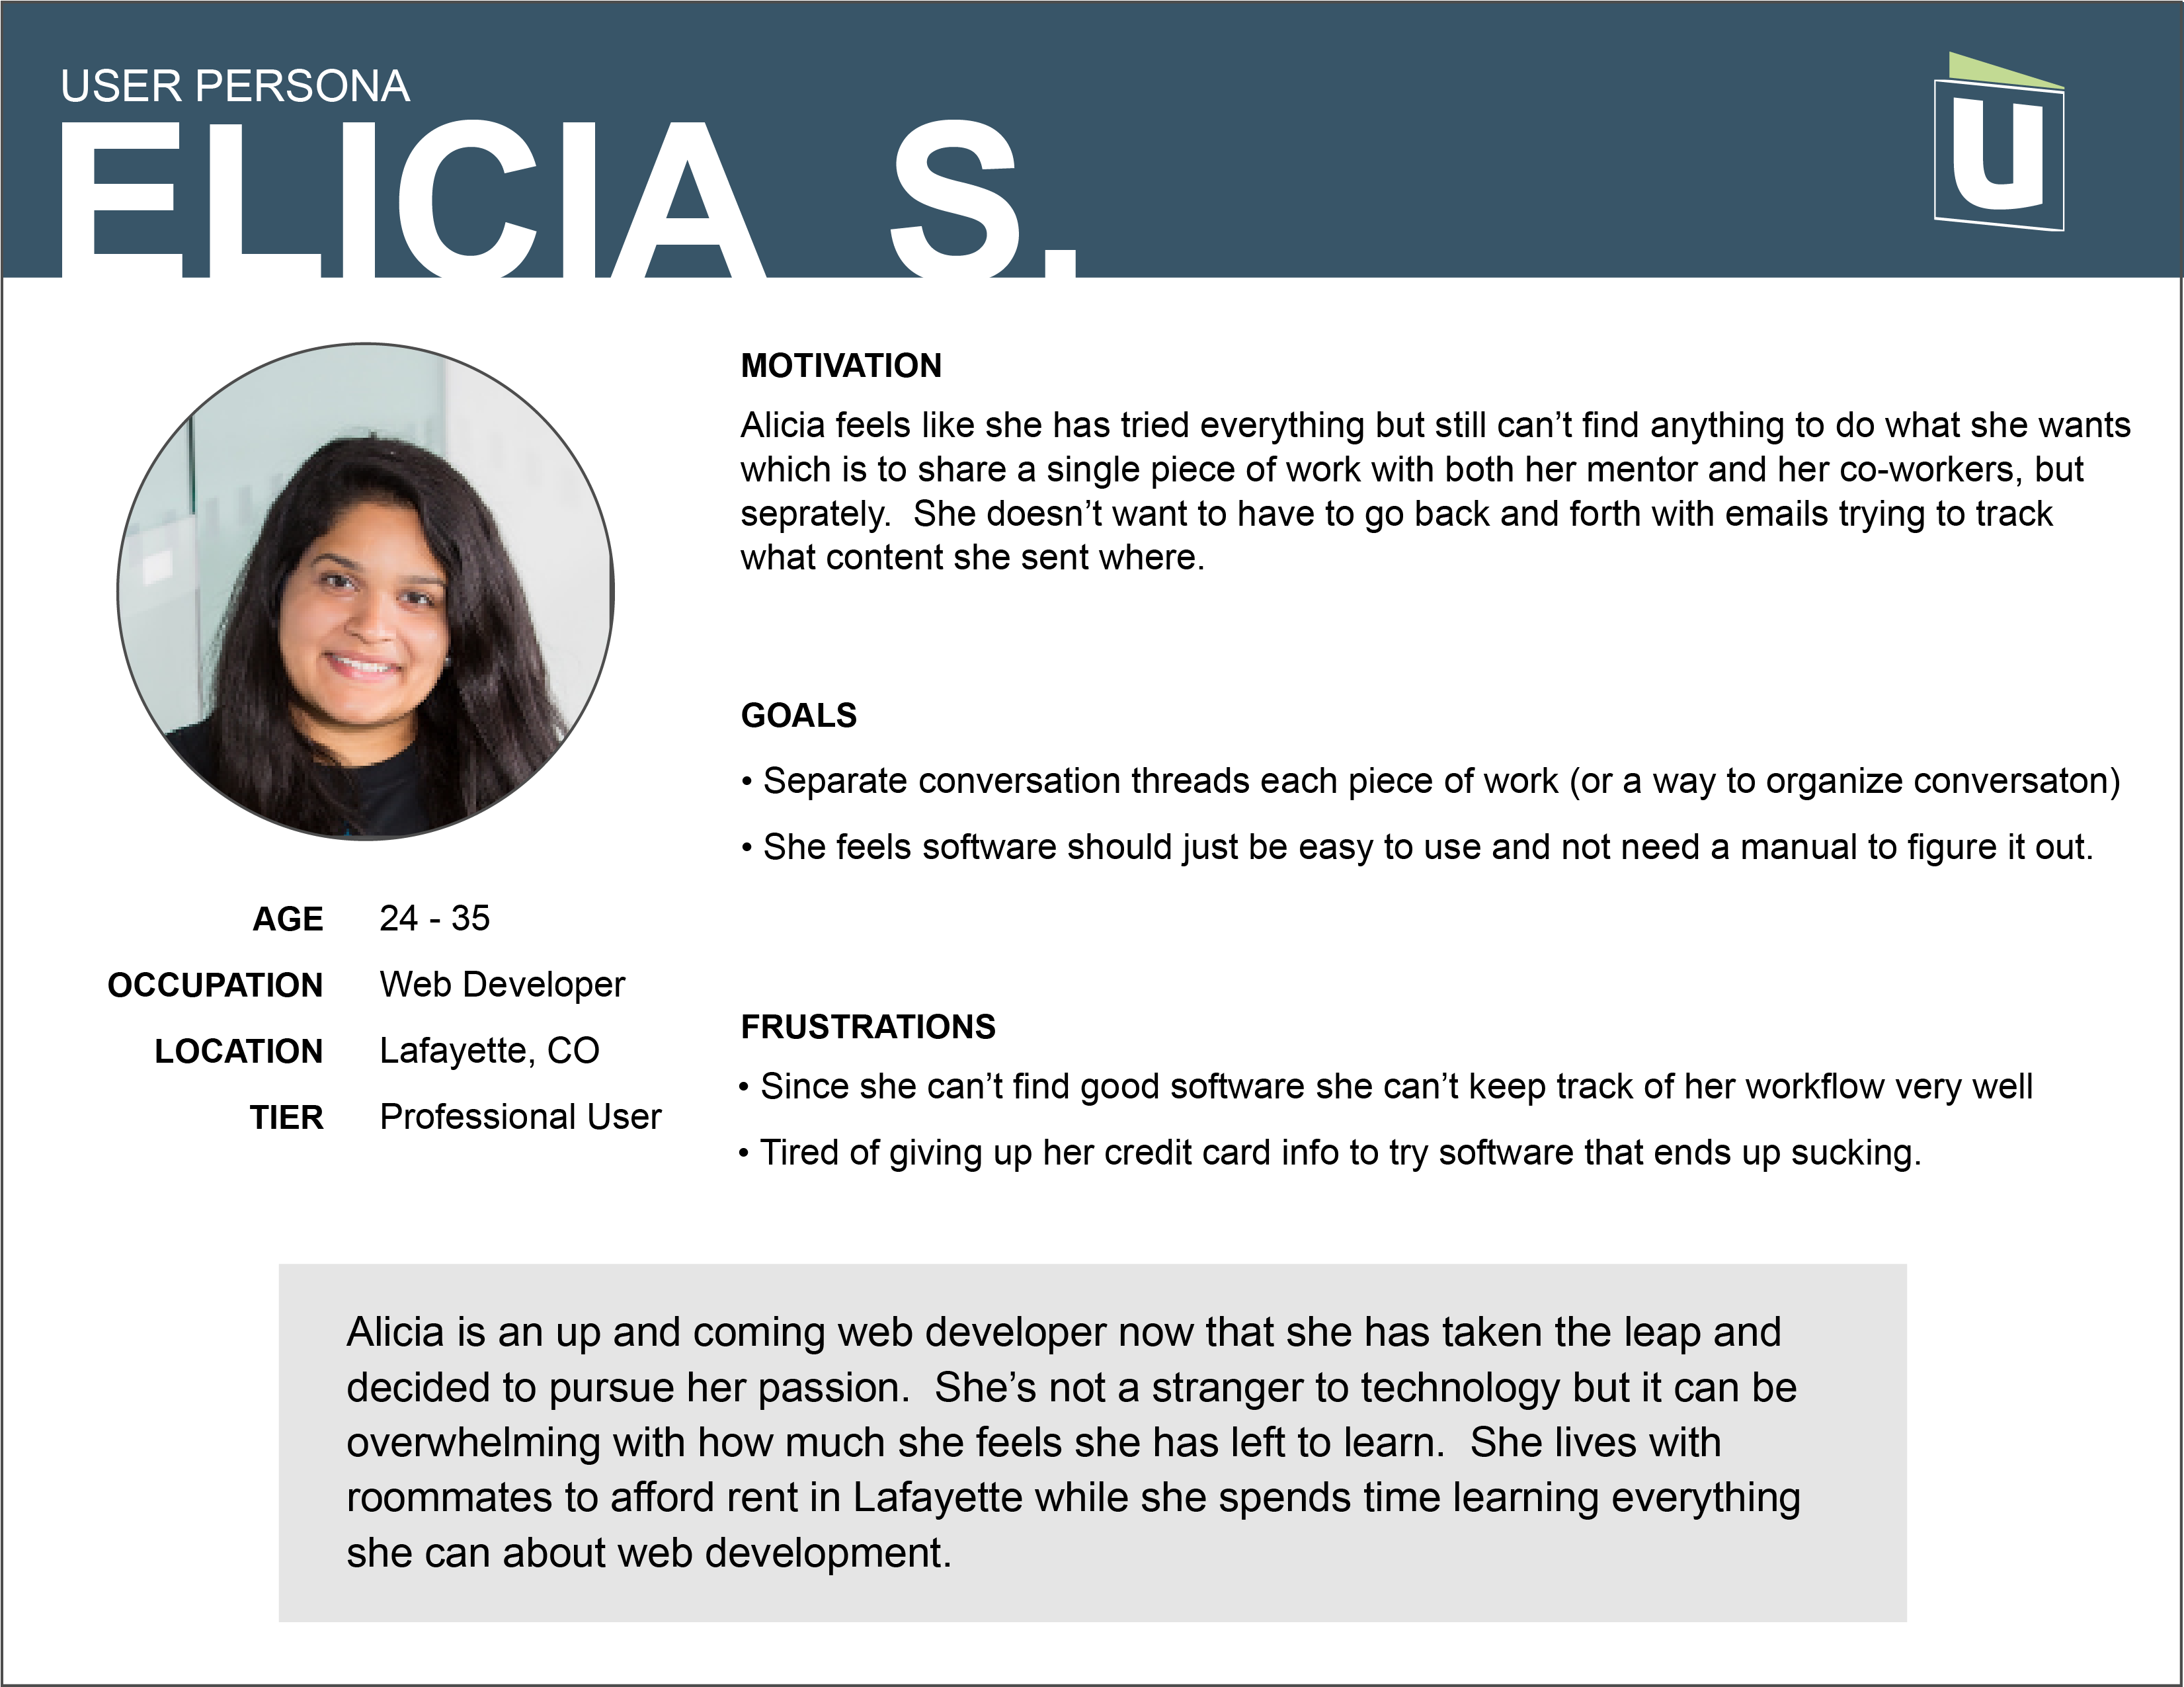 USER PERSONA
ELICIA  S.
u
MOTIVATION
Alicia feels like she has tried everything but still can’t find anything to do what she wants
which is to share a single piece of work with both her mentor and her co-workers, but
seprately.  She doesn’t want to have to go back and forth with emails trying to track
what content she sent where.
GOALS
• Separate conversation threads each piece of work (or a way to organize conversaton)
• She feels software should just be easy to use and not need a manual to figure it out.
AGE 24 - 35
OCCUPATION Web Developer
LOCATION Lafayette, CO
TIER Professional User
FRUSTRATIONS
• Since she can’t find good software she can’t keep track of her workflow very well
• Tired of giving up her credit card info to try software that ends up sucking.
Alicia is an up and coming web developer now that she has taken the leap and
decided to pursue her passion.  She’s not a stranger to technology but it can be
overwhelming with how much she feels she has left to learn.  She lives with
roommates to afford rent in Lafayette while she spends time learning everything
she can about web development.